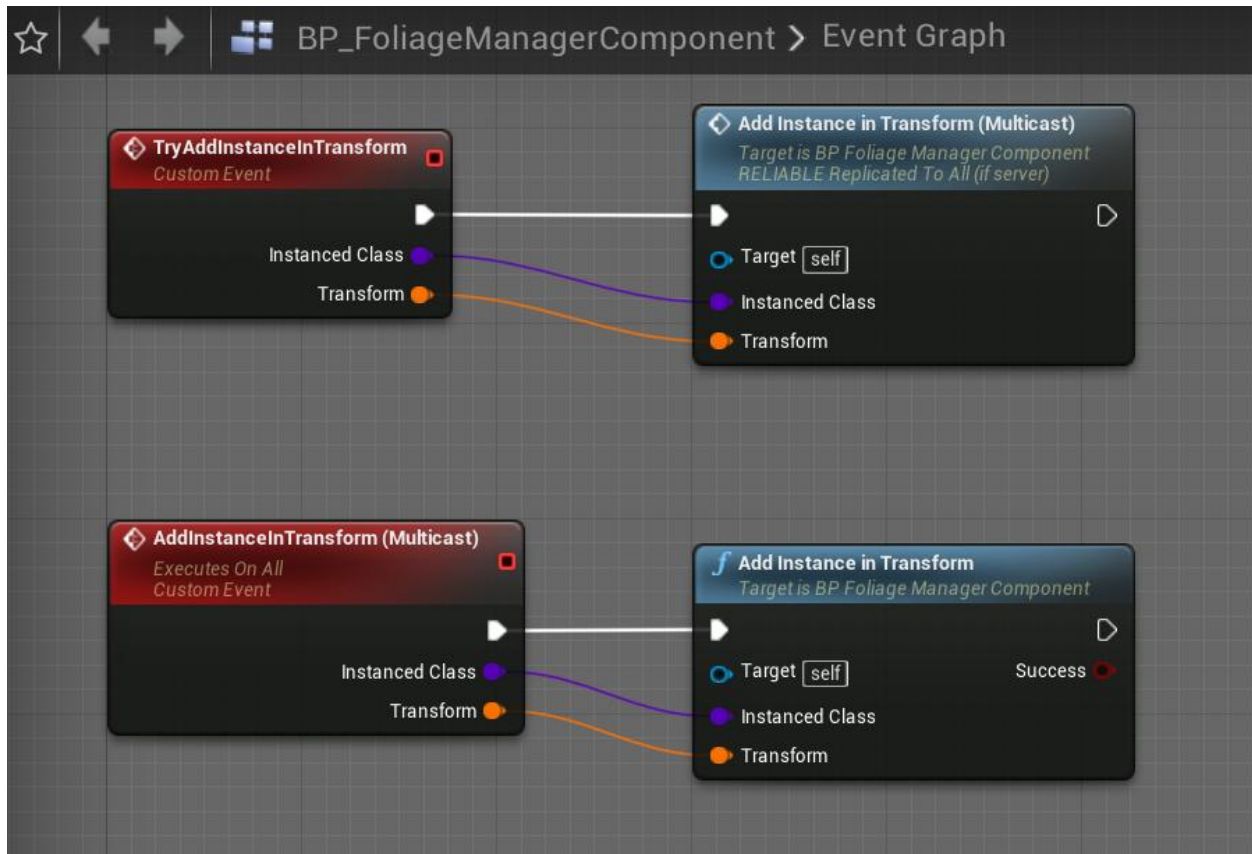 BP_FoliageManagerComponent > Event Graph
TryAddInstanceInTransform
Custom Event
Instanced Class
Transform
Add Instance in Transform (Multicast)
Target is BP Foliage Manager Component
RELIABLE Replicated To All (if server)
Target self
Instanced Class
Transform
AddInstanceInTransform (Multicast)
Executes On All
Custom Event
Instanced Class
Transform
f Add Instance in Transform
Target is BP Foliage Manager Component
Target self Success
Instanced Class
Transform